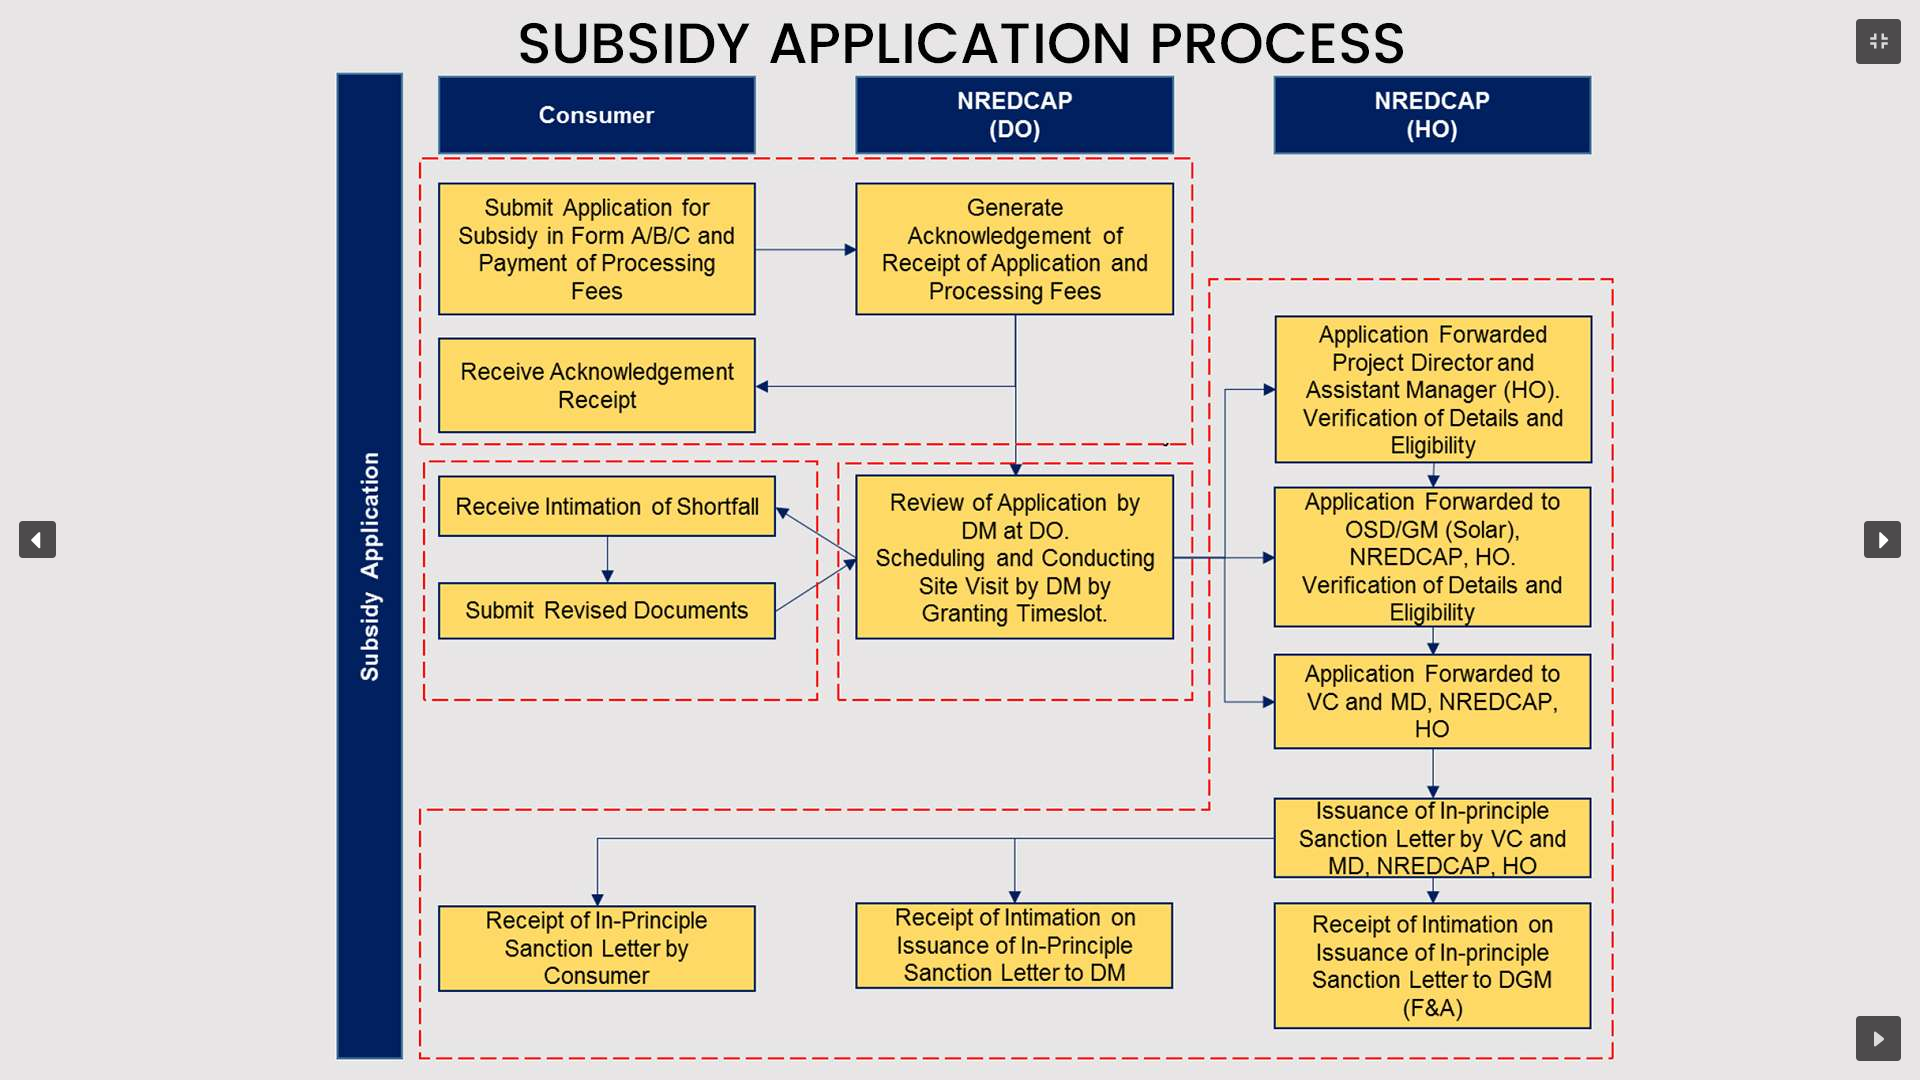 SUBSIDY APPLICATION PROCESS
Subsidy Application
Consumer
NREDCAP
(DO)
NREDCAP
(HO)
Submit Application for
Subsidy in Form A/B/C and
Payment of Processing
Fees
Generate
Acknowledgement of
Receipt of Application and
Processing Fees
Receive Acknowledgement
Receipt
Application Forwarded
Project Director and
Assistant Manager (HO).
Verification of Details and
Eligibility
Receive Intimation of Shortfall
Submit Revised Documents
Review of Application by
DM at DO.
Scheduling and Conducting
Site Visit by DM by
Granting Timeslot.
Application Forwarded to
OSD/GM (Solar),
NREDCAP, HO.
Verification of Details and
Eligibility
Application Forwarded to
VC and MD, NREDCAP,
HO
Issuance of In-principle
Sanction Letter by VC and
MD, NREDCAP, HO
Receipt of In-Principle
Sanction Letter by
Consumer
Receipt of Intimation on
Issuance of In-Principle
Sanction Letter to DM
Receipt of Intimation on
Issuance of In-principle
Sanction Letter to DGM
(F&A)